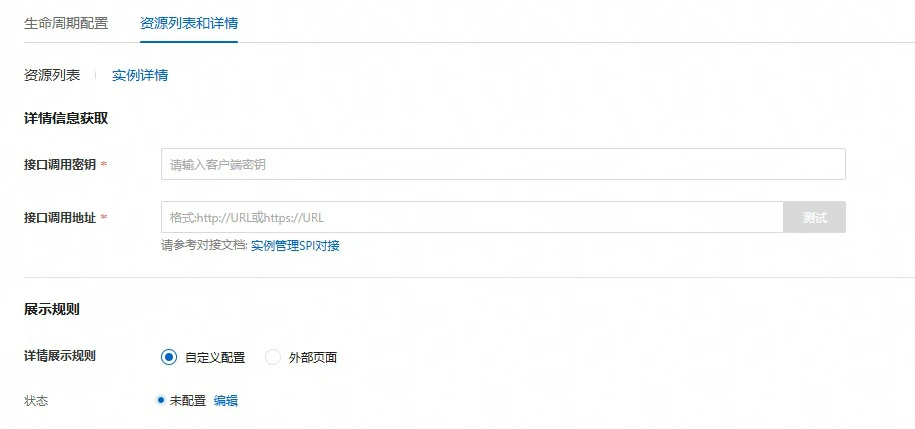 生命周期配置 资源列表和详情
资源列表 实例详情
详情信息获取
接口调用密钥 * 请输入客户端密钥
接口调用地址 * 格式:http://URL或https://URL 测试
请参考对接文档: 实例管理SPI对接
展示规则
详情展示规则 自定义配置 外部页面
状态 未配置 编辑